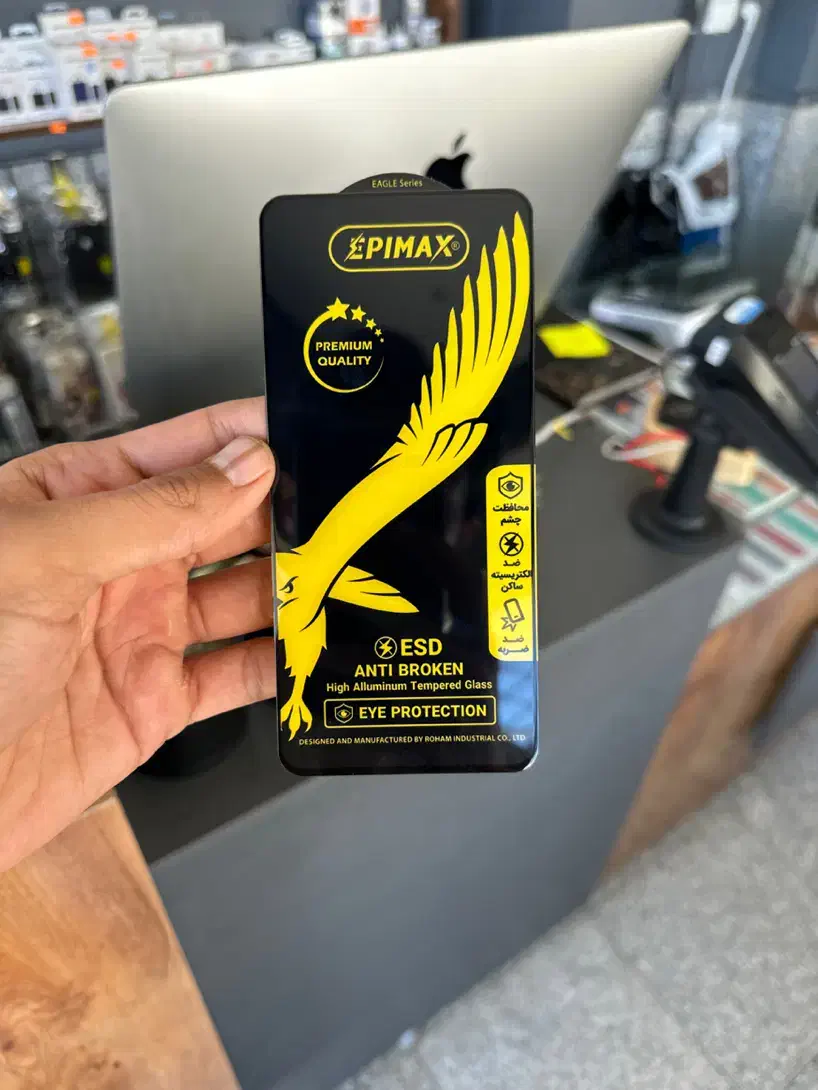 EAGLE Series
EPIMAX®
PREMIUM
QUALITY
محافظت
چشم
ضد
الکتریسیته
ساکن
ضد
ضربه
ESD
ANTI BROKEN
High Alluminum Tempered Glass
EYE PROTECTION
DESIGNED AND MANUFACTURED BY ROHAM INDUSTRIAL CO., LTD.